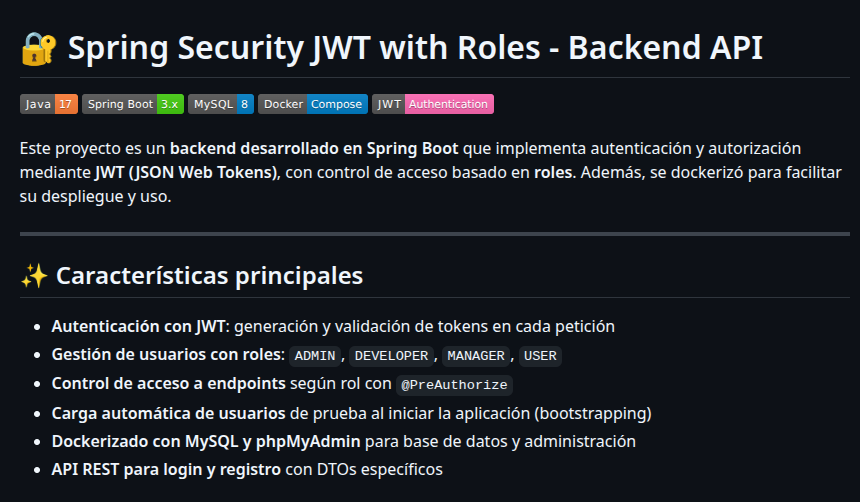 🔐 Spring Security JWT with Roles - Backend API
Java 17 Spring Boot 3.x MySQL 8 Docker Compose JWT Authentication
Este proyecto es un backend desarrollado en Spring Boot que implementa autenticación y autorización
mediante JWT (JSON Web Tokens), con control de acceso basado en roles. Además, se dockerizó para facilitar
su despliegue y uso.
✨ Características principales
• Autenticación con JWT: generación y validación de tokens en cada petición
• Gestión de usuarios con roles: ADMIN, DEVELOPER, MANAGER, USER
• Control de acceso a endpoints según rol con @PreAuthorize
• Carga automática de usuarios de prueba al iniciar la aplicación (bootstrapping)
• Dockerizado con MySQL y phpMyAdmin para base de datos y administración
• API REST para login y registro con DTOs específicos